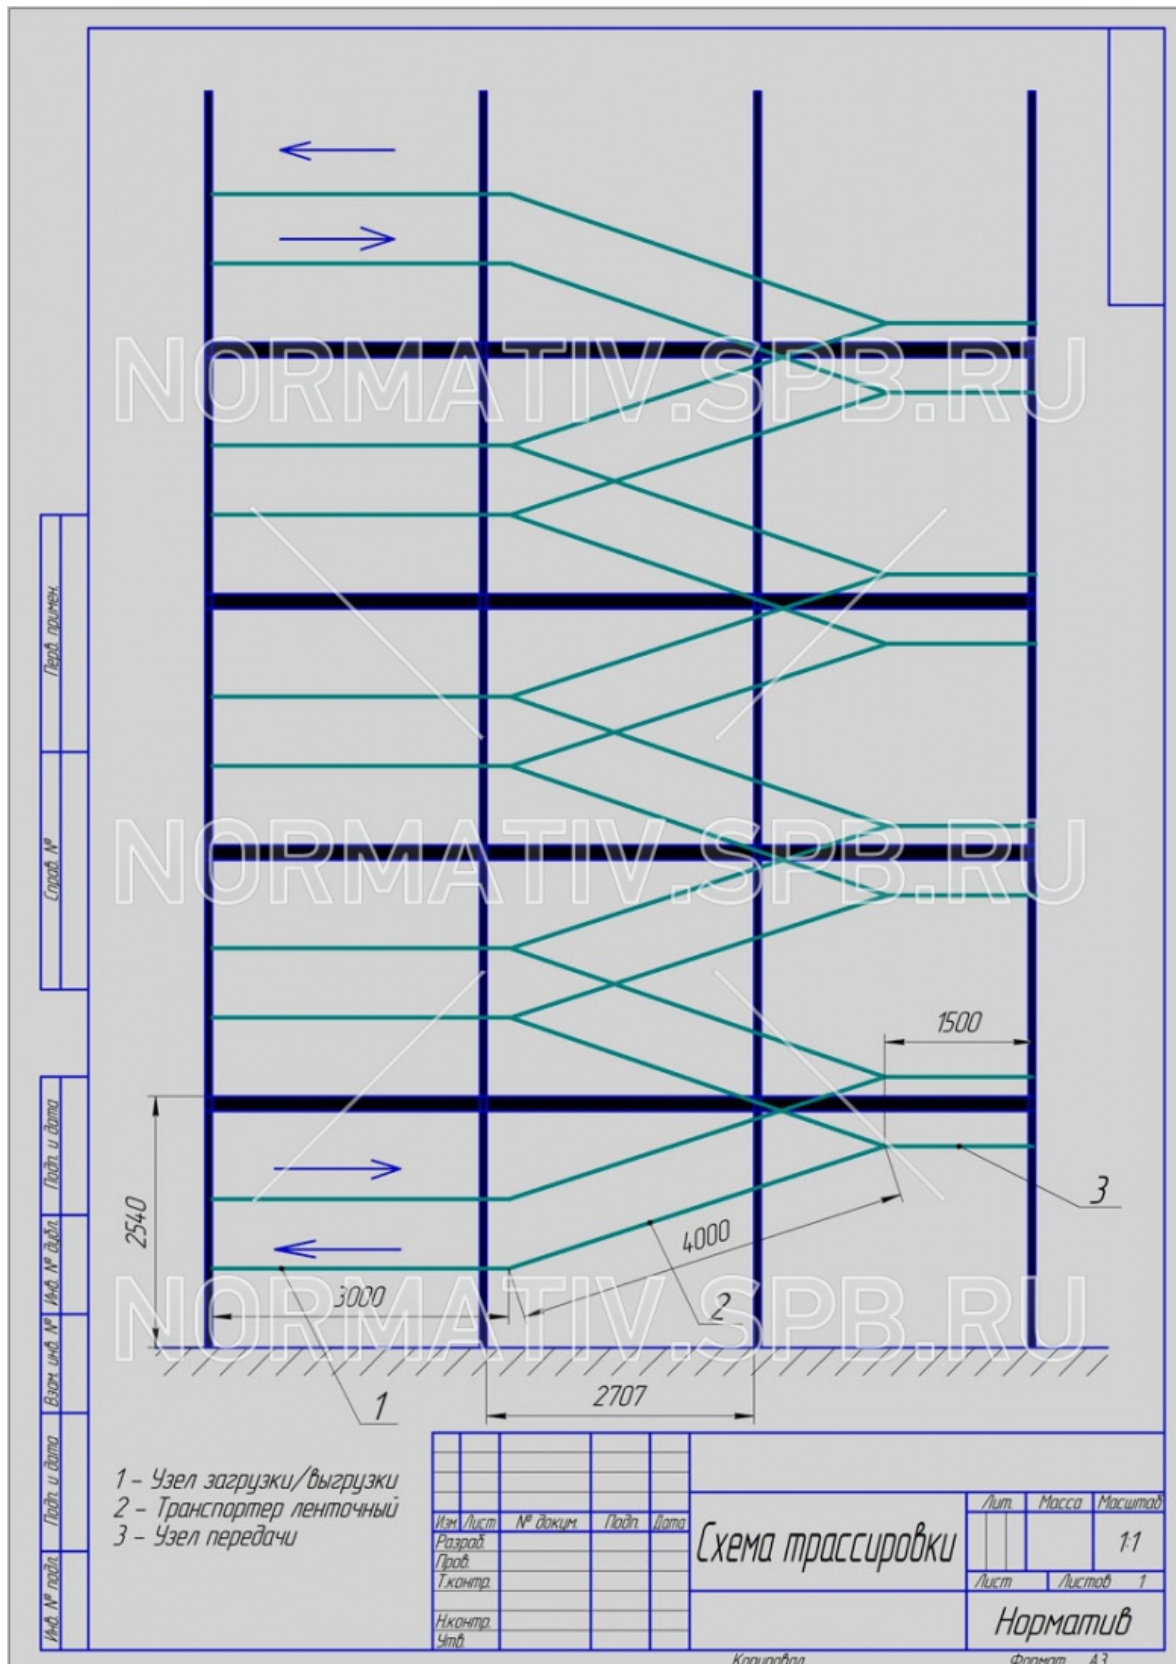 NORMATIV.SPB.RU
Перв. примен.
Справ. №
NORMATIV.SPB.RU
1500
Подп. и дата
2540
3
4000
Инв. № дубл.
3000
2
NORMATIV.SPB.RU
Взам. инв. №
2707
1
Подп. и дата
1 - Узел загрузки/выгрузки
2 - Транспортер ленточный
3 - Узел передачи
Инв. № подл.
Изм. Лист № докум. Подп. Дата
Разраб.
Пров.
Т.контр.
Н.контр.
Утв.
Схема трассировки
Лит. Масса Масштаб
1:1
Лист Листов 1
Норматив
Копировал Формат А3